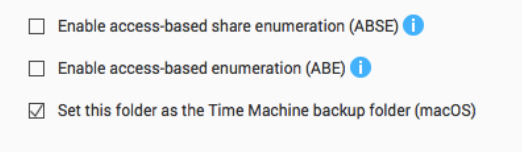 Enable access-based share enumeration (ABSE) i
Enable access-based enumeration (ABE) i
Set this folder as the Time Machine backup folder (macOS)